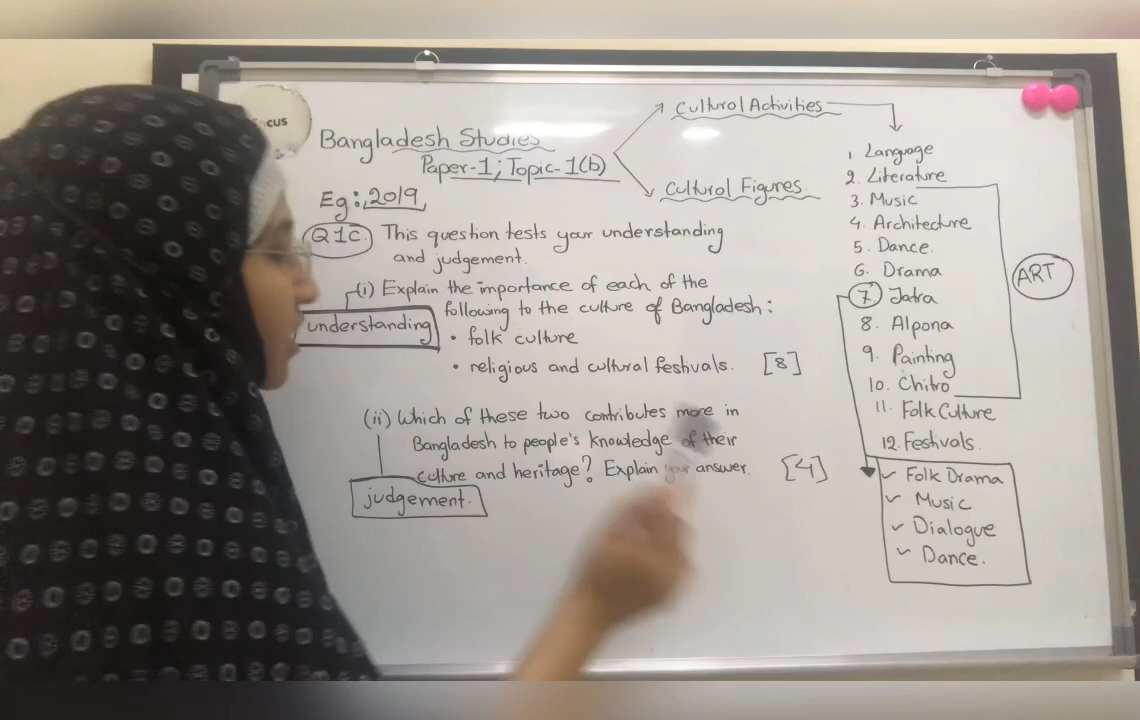 cus
Bangladesh Studies
Paper-1; Topic-1(b)
Cultural Activities
Cultural Figures.
Eg: 2019
Q1c. This question tests your understanding
and judgement.
(i) Explain the importance of each of the
following to the culture of Bangladesh:
understanding
• folk culture
• religious and cultural festivals. [8]
(ii) Which of these two contributes more in
Bangladesh to people's knowledge of their
culture and heritage? Explain your answer. [4]
judgement.
1. Language
2. Literature
3. Music
4. Architecture
5. Dance.
6. Drama
7 Jatra
8. Alpona
9. Painting
10. Chitro
11. Folk Culture
12. Festivals.
ART
✓ Folk Drama
✓ Music
✓ Dialogue
✓ Dance.